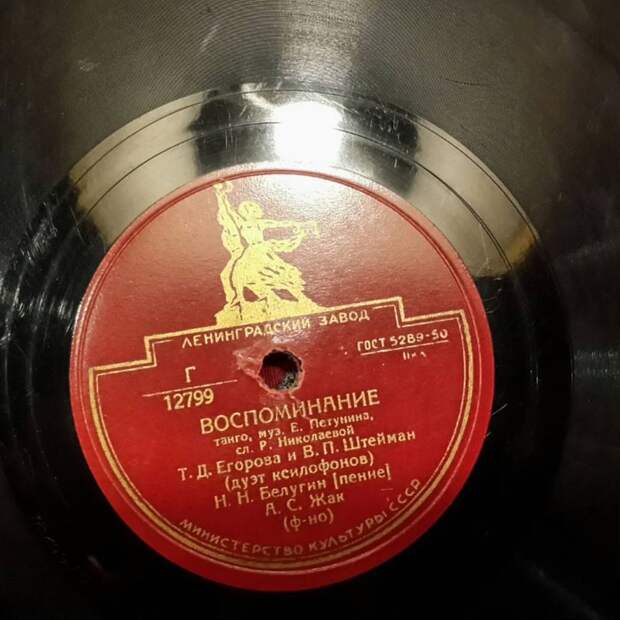 ЛЕНИНГРАДСКИЙ ЗАВОД
ГОСТ 5289-50
Г
12799
ВОСПОМИНАНИЕ
танго, муз. Е. Петунина,
сл. Р. Николаевой
Т. Д. Егорова и В. П. Штейман
(дуэт ксилофонов)
Н. Н. Белугин [пение]
А. С. Жак
(ф-но)
МИНИСТЕРСТВО КУЛЬТУРЫ СССР